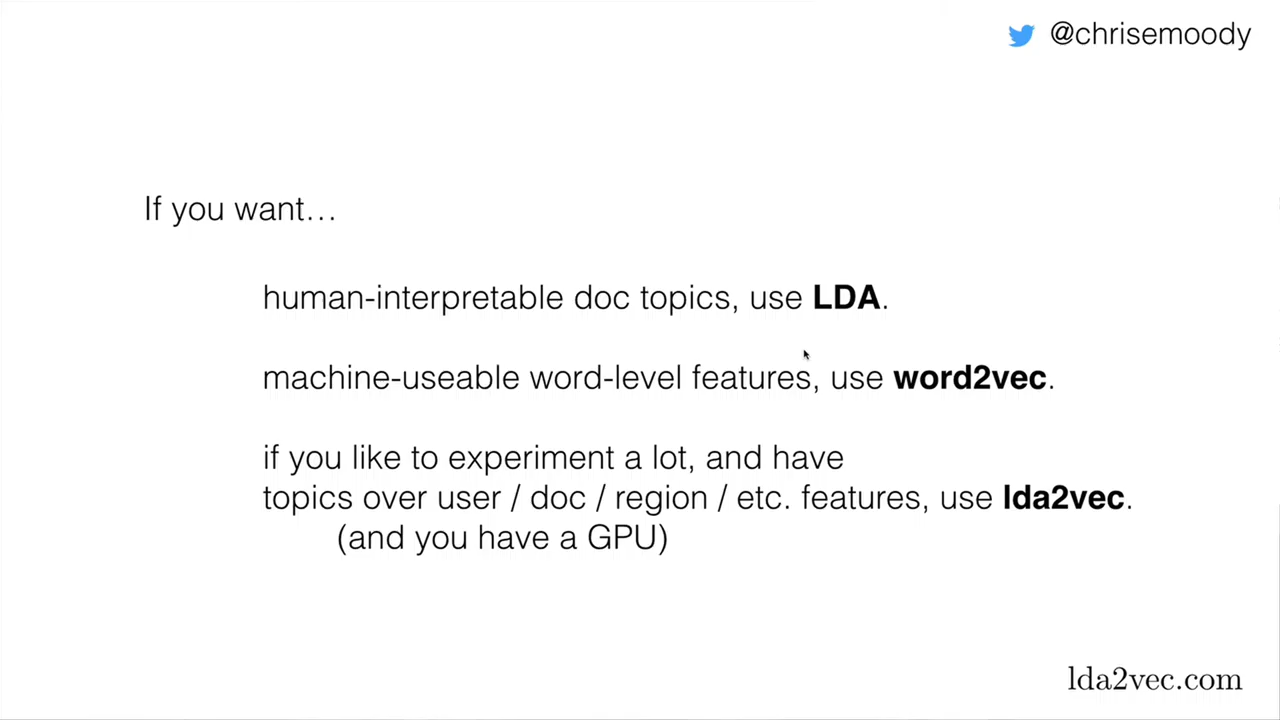 @chrisemoody
If you want…
human-interpretable doc topics, use LDA.
machine-useable word-level features, use word2vec.
if you like to experiment a lot, and have
topics over user / doc / region / etc. features, use lda2vec.
(and you have a GPU)
lda2vec.com